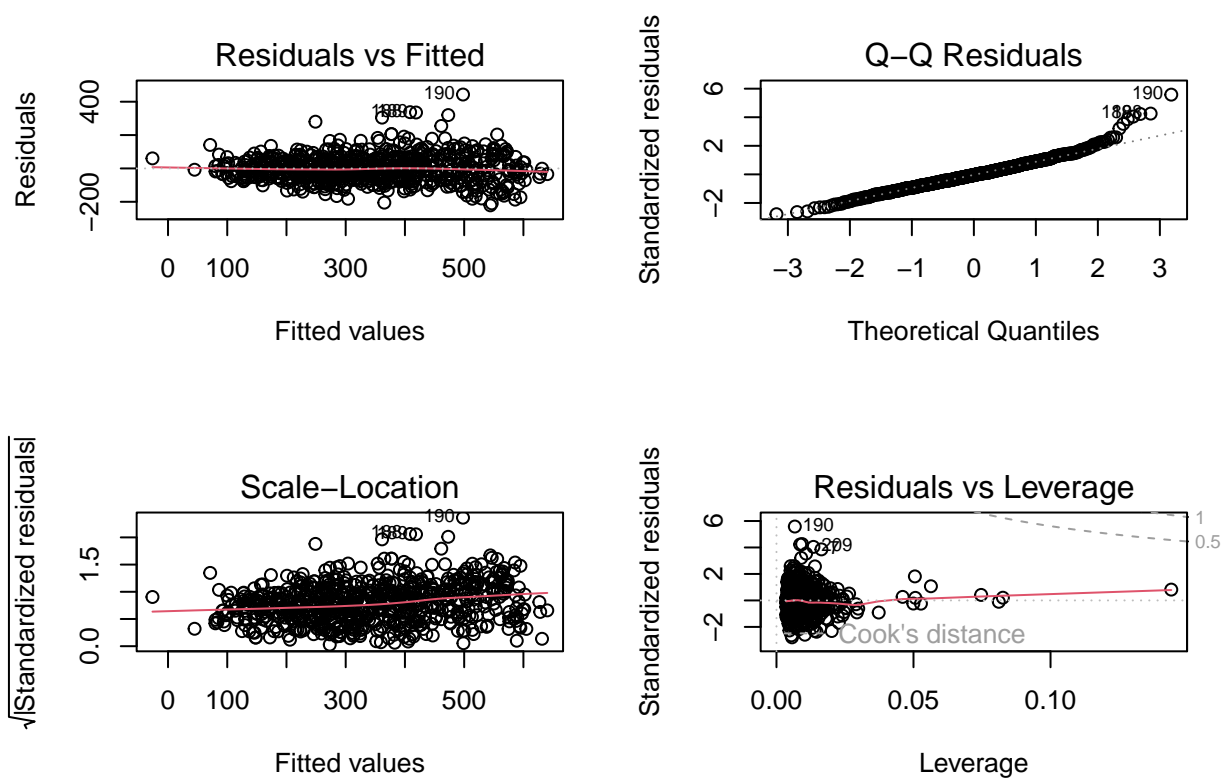 Residuals vs Fitted
Residuals
400
−200
190
0 100 300 500
Fitted values
Q−Q Residuals
Standardized residuals
6
2
−2
190
−3 −2 −1 0 1 2 3
Theoretical Quantiles
Scale−Location
√|Standardized residuals|
1.5
0.0
190
0 100 300 500
Fitted values
Residuals vs Leverage
Standardized residuals
6
2
−2
190
209
1
0.5
Cook's distance
0.00 0.05 0.10
Leverage